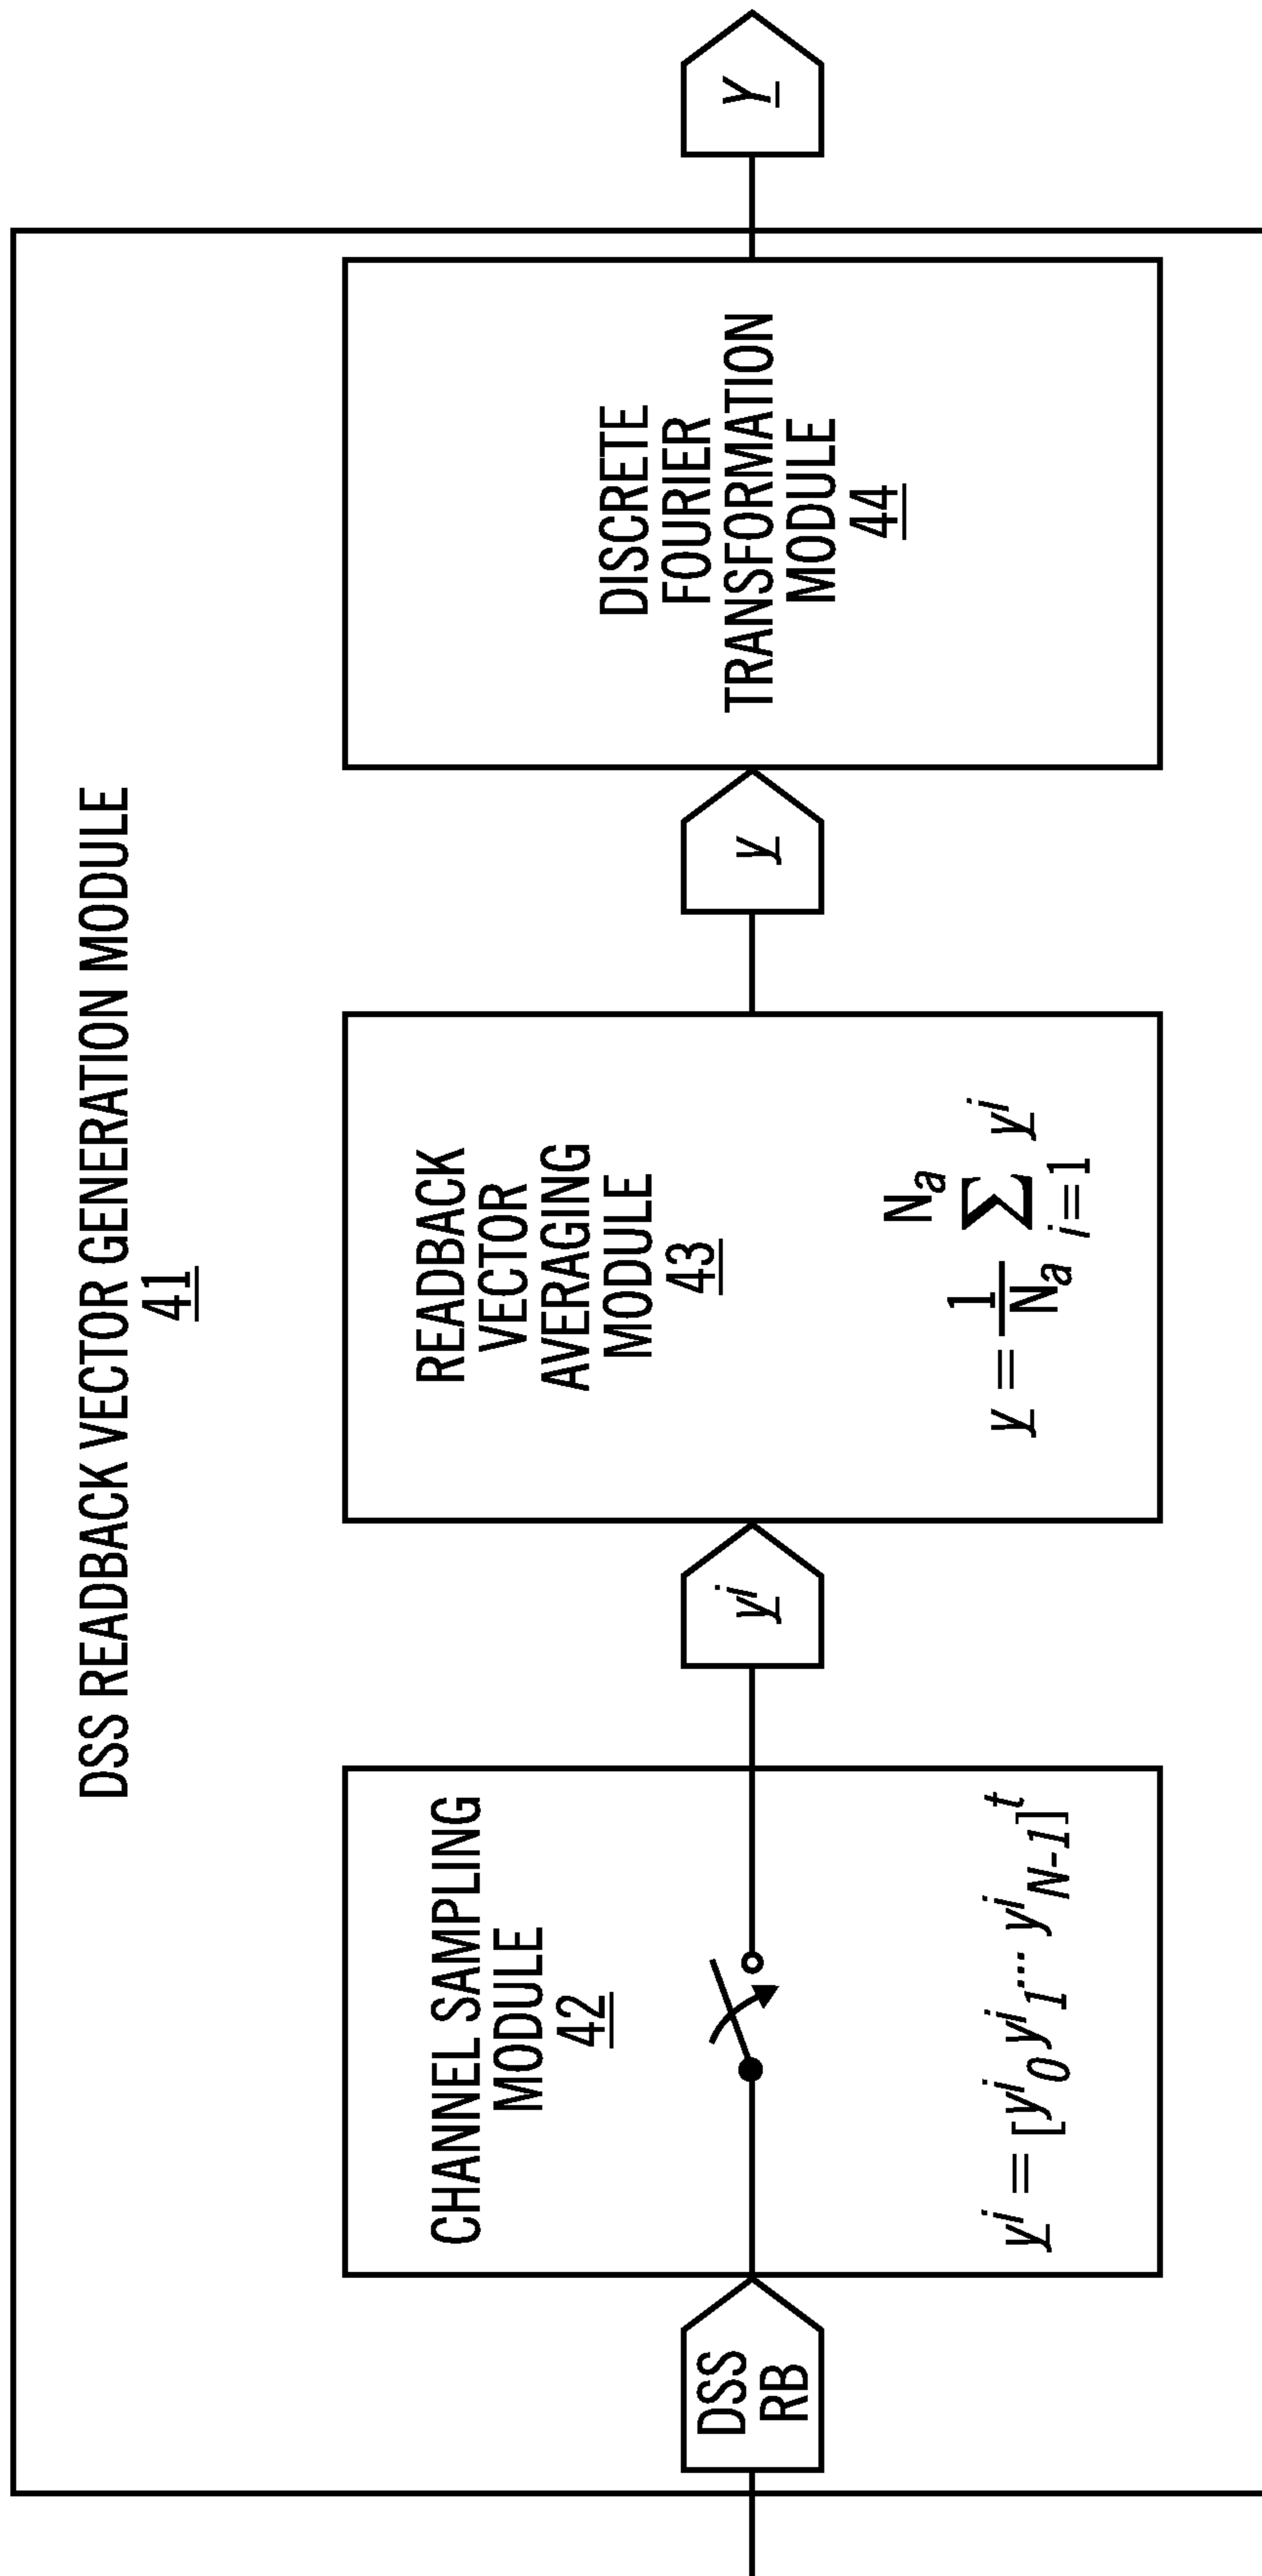 DSS READBACK VECTOR GENERATION MODULE
41
DSS
RB
CHANNEL SAMPLING
MODULE
42
y^i = [y^i_0 y^i_1 ... y^i_{N-1}]^t
y^i
READBACK
VECTOR
AVERAGING
MODULE
43
y = 1/N_a Σ_{i=1}^{N_a} y^i
y
DISCRETE
FOURIER
TRANSFORMATION
MODULE
44
Y